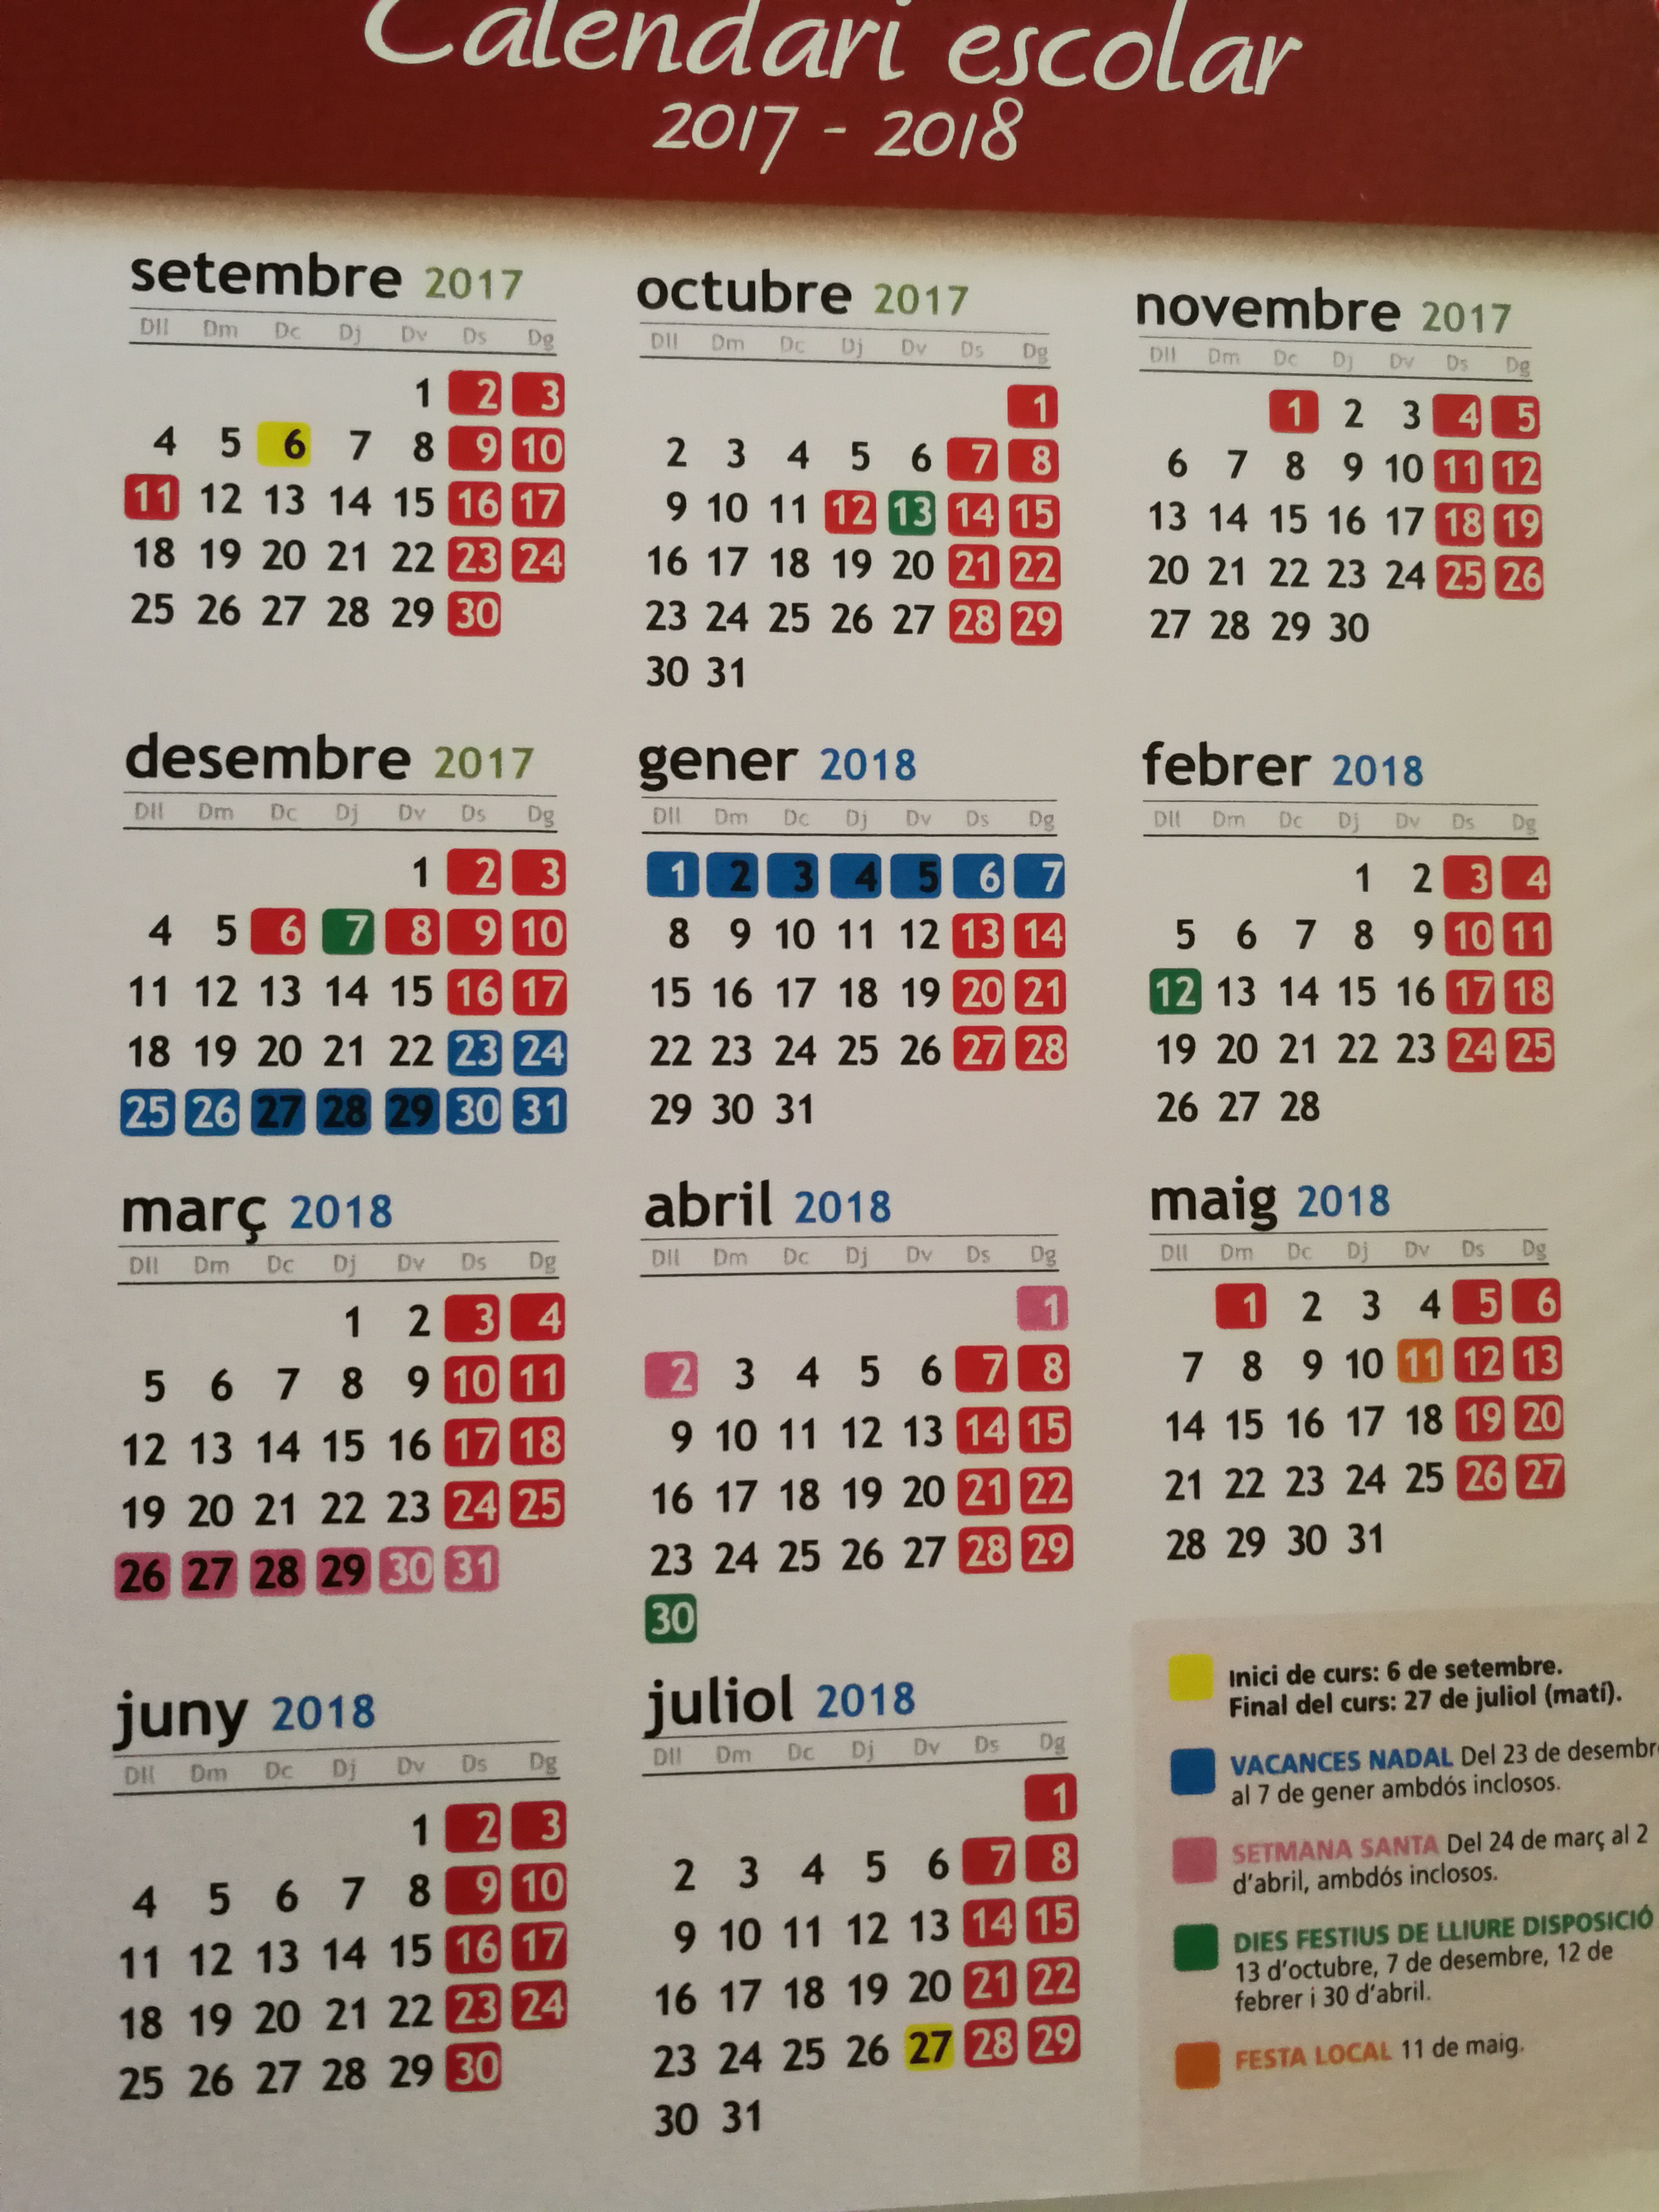 Calendari escolar
2017 - 2018
setembre 2017
Dll Dm Dc Dj Dv Ds Dg
1 2 3
4 5 6 7 8 9 10
11 12 13 14 15 16 17
18 19 20 21 22 23 24
25 26 27 28 29 30
octubre 2017
Dll Dm Dc Dj Dv Ds Dg
1
2 3 4 5 6 7 8
9 10 11 12 13 14 15
16 17 18 19 20 21 22
23 24 25 26 27 28 29
30 31
novembre 2017
Dll Dm Dc Dj Dv Ds Dg
1 2 3 4 5
6 7 8 9 10 11 12
13 14 15 16 17 18 19
20 21 22 23 24 25 26
27 28 29 30
desembre 2017
Dll Dm Dc Dj Dv Ds Dg
1 2 3
4 5 6 7 8 9 10
11 12 13 14 15 16 17
18 19 20 21 22 23 24
25 26 27 28 29 30 31
gener 2018
Dll Dm Dc Dj Dv Ds Dg
1 2 3 4 5 6 7
8 9 10 11 12 13 14
15 16 17 18 19 20 21
22 23 24 25 26 27 28
29 30 31
febrer 2018
Dll Dm Dc Dj Dv Ds Dg
1 2 3 4
5 6 7 8 9 10 11
12 13 14 15 16 17 18
19 20 21 22 23 24 25
26 27 28
març 2018
Dll Dm Dc Dj Dv Ds Dg
1 2 3 4
5 6 7 8 9 10 11
12 13 14 15 16 17 18
19 20 21 22 23 24 25
26 27 28 29 30 31
abril 2018
Dll Dm Dc Dj Dv Ds Dg
1
2 3 4 5 6 7 8
9 10 11 12 13 14 15
16 17 18 19 20 21 22
23 24 25 26 27 28 29
30
maig 2018
Dll Dm Dc Dj Dv Ds Dg
1 2 3 4 5 6
7 8 9 10 11 12 13
14 15 16 17 18 19 20
21 22 23 24 25 26 27
28 29 30 31
juny 2018
Dll Dm Dc Dj Dv Ds Dg
1 2 3
4 5 6 7 8 9 10
11 12 13 14 15 16 17
18 19 20 21 22 23 24
25 26 27 28 29 30
juliol 2018
Dll Dm Dc Dj Dv Ds Dg
1
2 3 4 5 6 7 8
9 10 11 12 13 14 15
16 17 18 19 20 21 22
23 24 25 26 27 28 29
30 31
Inici de curs: 6 de setembre.
Final del curs: 27 de juliol (matí).
VACANCES NADAL Del 23 de desembr
al 7 de gener ambdós inclosos.
SETMANA SANTA Del 24 de març al 2
d'abril, ambdós inclosos.
DIES FESTIUS DE LLIURE DISPOSICIÓ
13 d'octubre, 7 de desembre, 12 de
febrer i 30 d'abril.
FESTA LOCAL 11 de maig.